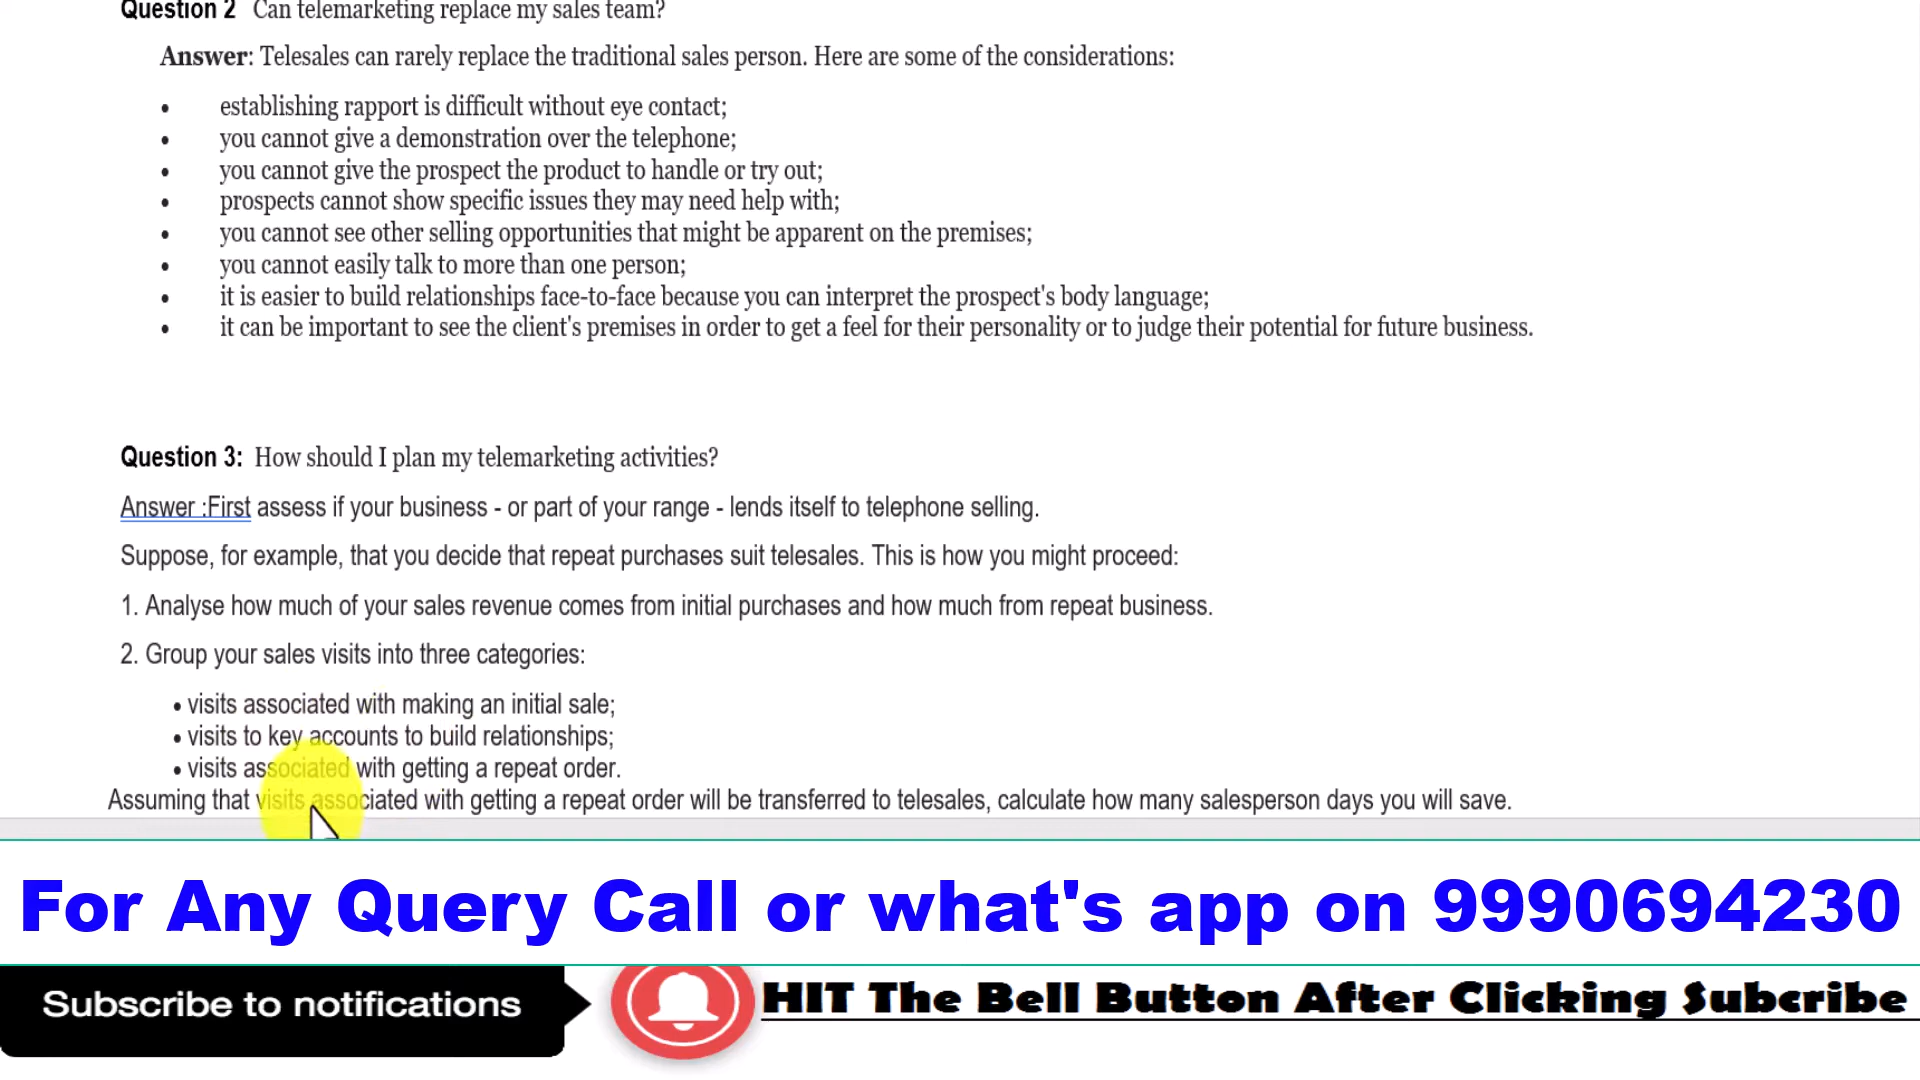 Question 2 Can telemarketing replace my sales team?
Answer: Telesales can rarely replace the traditional sales person. Here are some of the considerations:
• establishing rapport is difficult without eye contact;
• you cannot give a demonstration over the telephone;
• you cannot give the prospect the product to handle or try out;
• prospects cannot show specific issues they may need help with;
• you cannot see other selling opportunities that might be apparent on the premises;
• you cannot easily talk to more than one person;
• it is easier to build relationships face-to-face because you can interpret the prospect's body language;
• it can be important to see the client's premises in order to get a feel for their personality or to judge their potential for future business.
Question 3: How should I plan my telemarketing activities?
Answer :First assess if your business - or part of your range - lends itself to telephone selling.
Suppose, for example, that you decide that repeat purchases suit telesales. This is how you might proceed:
1. Analyse how much of your sales revenue comes from initial purchases and how much from repeat business.
2. Group your sales visits into three categories:
• visits associated with making an initial sale;
• visits to key accounts to build relationships;
• visits associated with getting a repeat order.
Assuming that visits associated with getting a repeat order will be transferred to telesales, calculate how many salesperson days you will save.
For Any Query Call or what's app on 9990694230
Subscribe to notifications
HIT The Bell Button After Clicking Subcribe